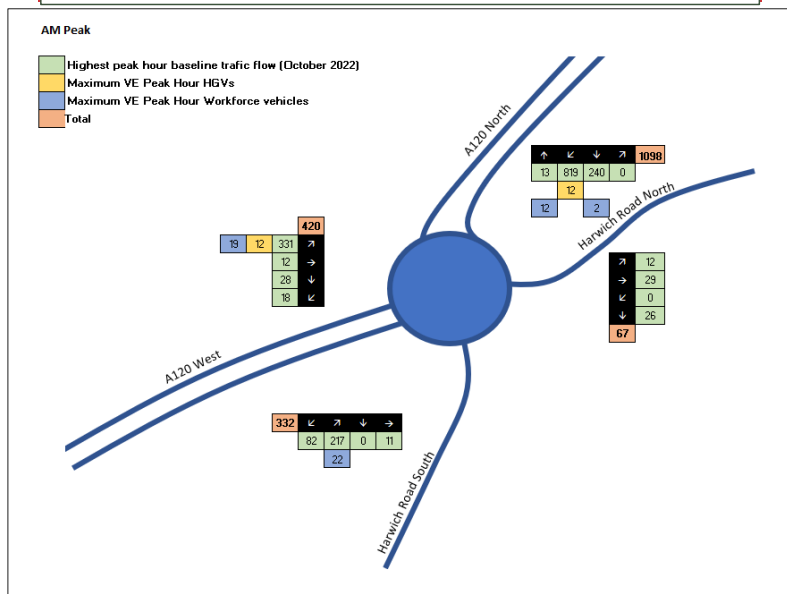 AM Peak
Highest peak hour baseline trafic flow (October 2022)
Maximum VE Peak Hour HGVs
Maximum VE Peak Hour Workforce vehicles
Total
A120 North
↑ ↙ ↓ ↗ 1098
13 819 240 0
12
12 2
Harwich Road North
420
19 12 331 ↗
12 →
28 ↓
18 ↙
↗ 12
→ 29
↙ 0
↓ 26
67
A120 West
332 ↙ ↗ ↓ →
82 217 0 11
22
Harwich Road South